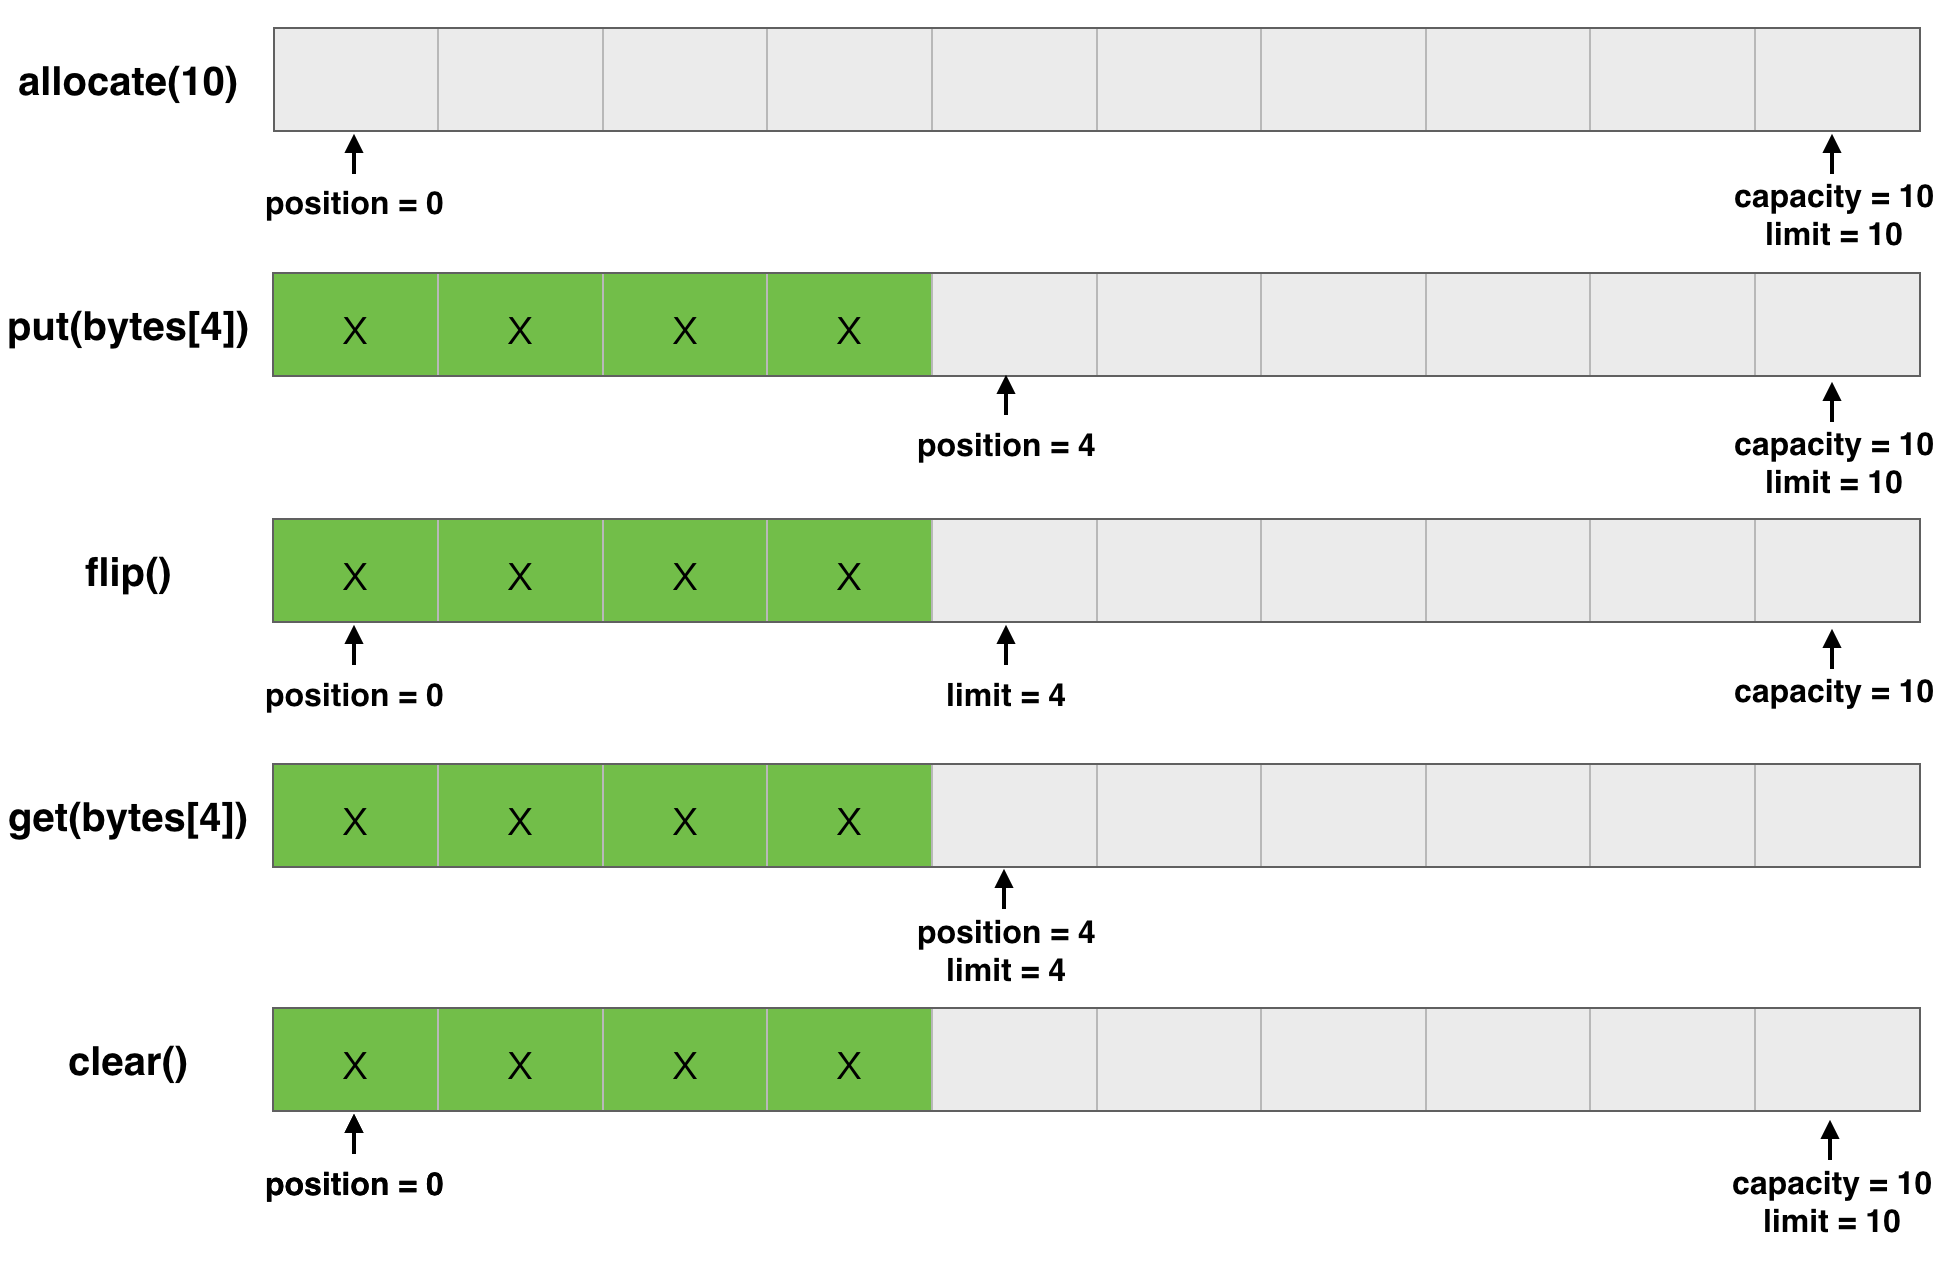 allocate(10)
position = 0
capacity = 10
limit = 10
put(bytes[4])
X X X X
position = 4
capacity = 10
limit = 10
flip()
X X X X
position = 0
limit = 4
capacity = 10
get(bytes[4])
X X X X
position = 4
limit = 4
clear()
X X X X
position = 0
capacity = 10
limit = 10